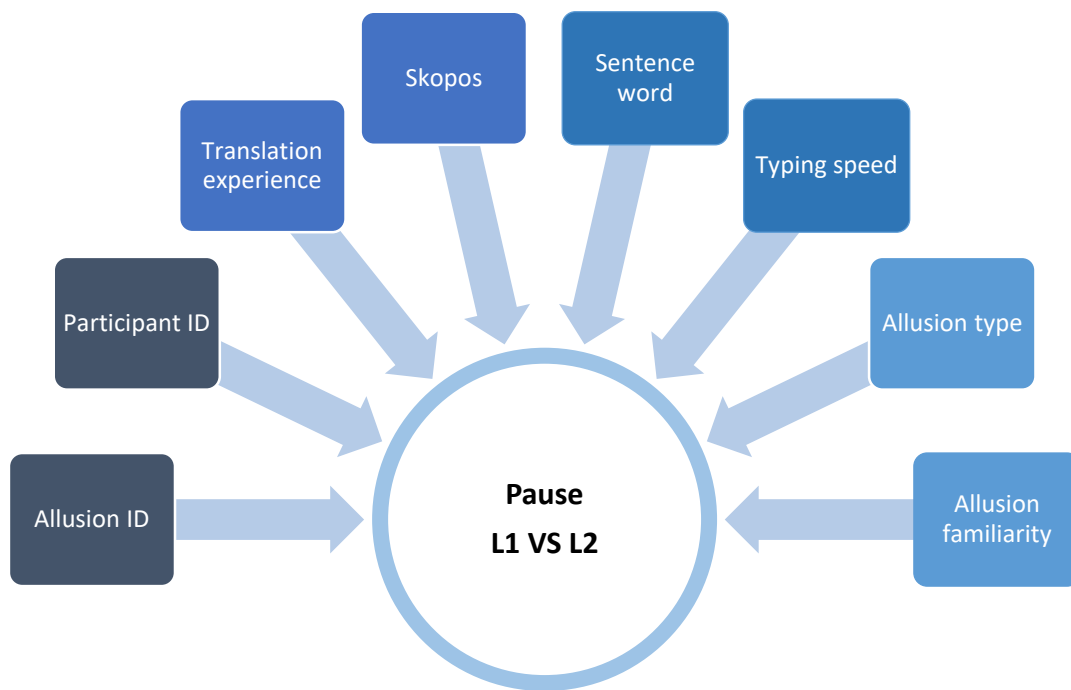 Skopos
Sentence
word
Translation
experience
Typing speed
Participant ID
Allusion type
Allusion ID
Pause
L1 VS L2
Allusion
familiarity